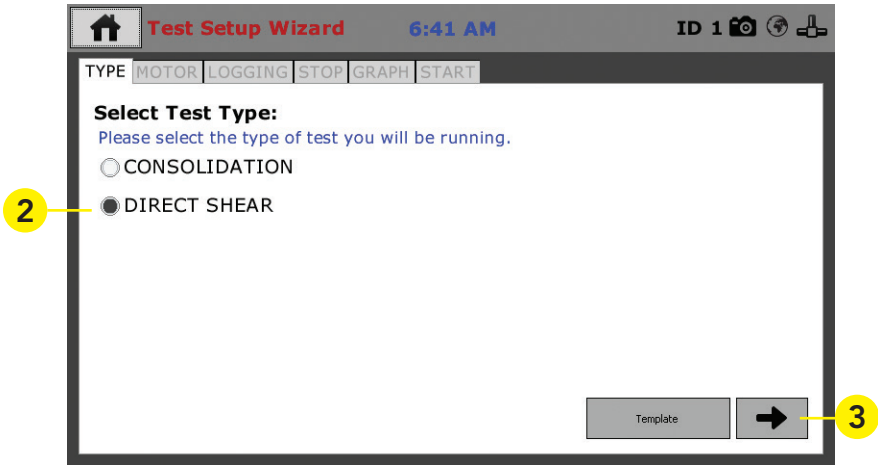 Test Setup Wizard 6:41 AM ID 1
TYPE MOTOR LOGGING STOP GRAPH START
Select Test Type:
Please select the type of test you will be running.
CONSOLIDATION
2 DIRECT SHEAR
Template 3